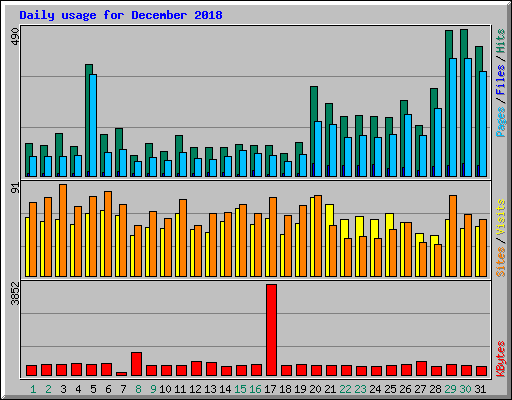 Daily usage for December 2018
490
Pages / Files / Hits
91
Sites / Visits
3852
KBytes
1 2 3 4 5 6 7 8 9 10 11 12 13 14 15 16 17 18 19 20 21 22 23 24 25 26 27 28 29 30 31